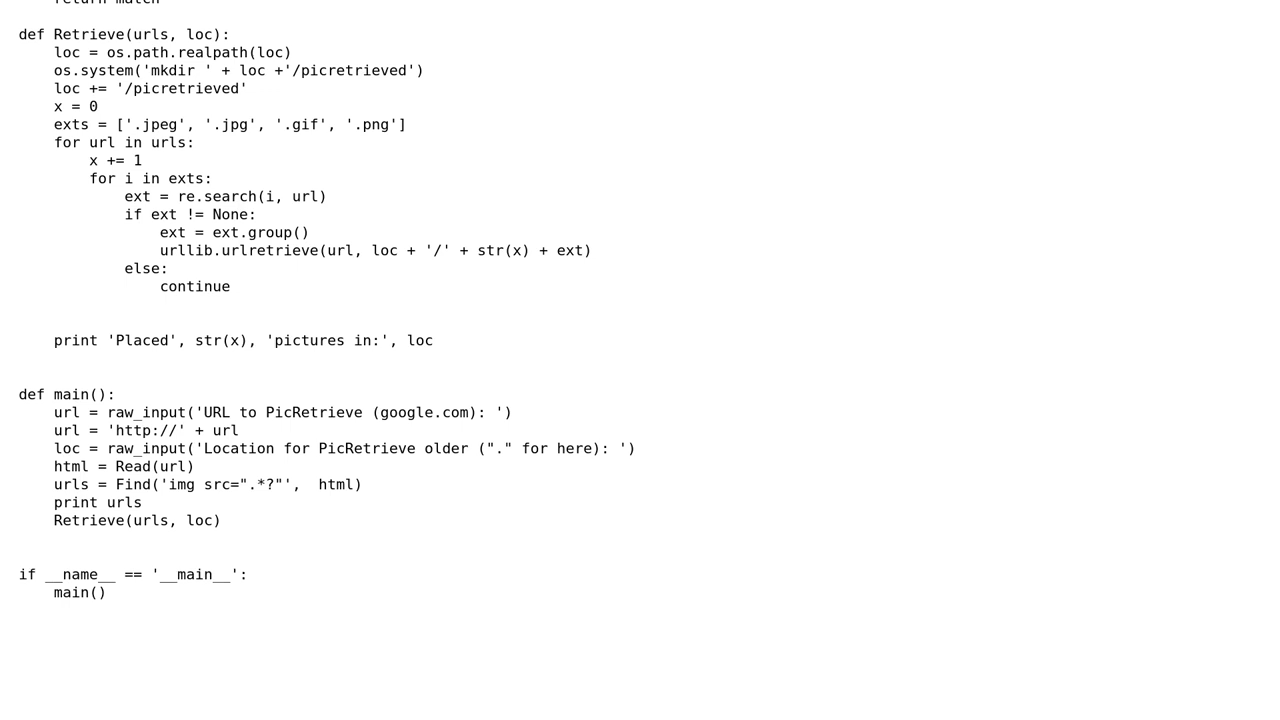 return match
def Retrieve(urls, loc):
    loc = os.path.realpath(loc)
    os.system('mkdir ' + loc +'/picretrieved')
    loc += '/picretrieved'
    x = 0
    exts = ['.jpeg', '.jpg', '.gif', '.png']
    for url in urls:
        x += 1
        for i in exts:
            ext = re.search(i, url)
            if ext != None:
                ext = ext.group()
                urllib.urlretrieve(url, loc + '/' + str(x) + ext)
            else:
                continue
    print 'Placed', str(x), 'pictures in:', loc
def main():
    url = raw_input('URL to PicRetrieve (google.com): ')
    url = 'http://' + url
    loc = raw_input('Location for PicRetrieve older ("." for here): ')
    html = Read(url)
    urls = Find('img src=".*?"',  html)
    print urls
    Retrieve(urls, loc)
if __name__ == '__main__':
    main()